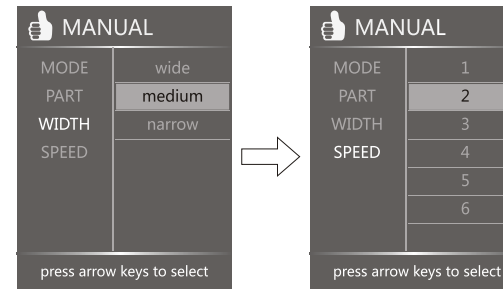 MANUAL
MODE
PART
WIDTH
SPEED
wide
medium
narrow
press arrow keys to select
MANUAL
MODE
PART
WIDTH
SPEED
1
2
3
4
5
6
press arrow keys to select